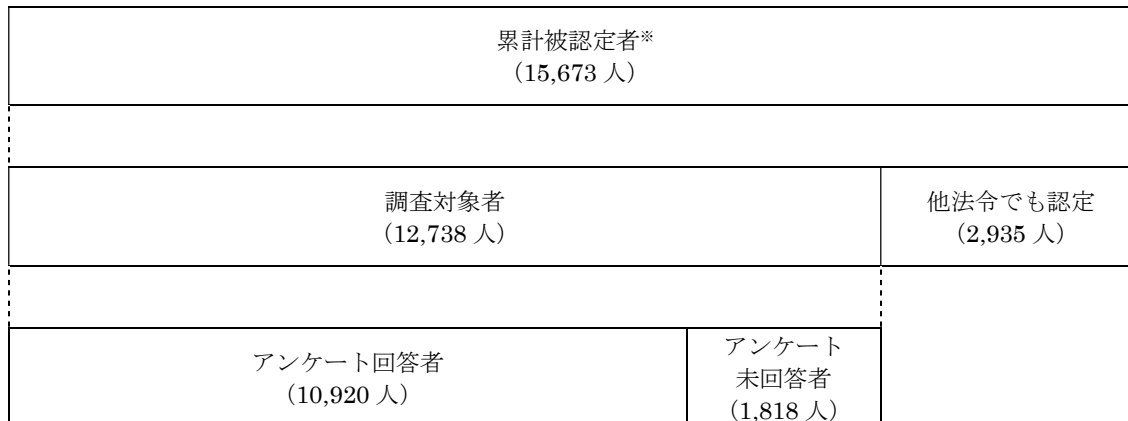 累計被認定者※
（15,673 人）
調査対象者
（12,738 人）
他法令でも認定
（2,935 人）
アンケート回答者
（10,920 人）
アンケート
未回答者
（1,818 人）